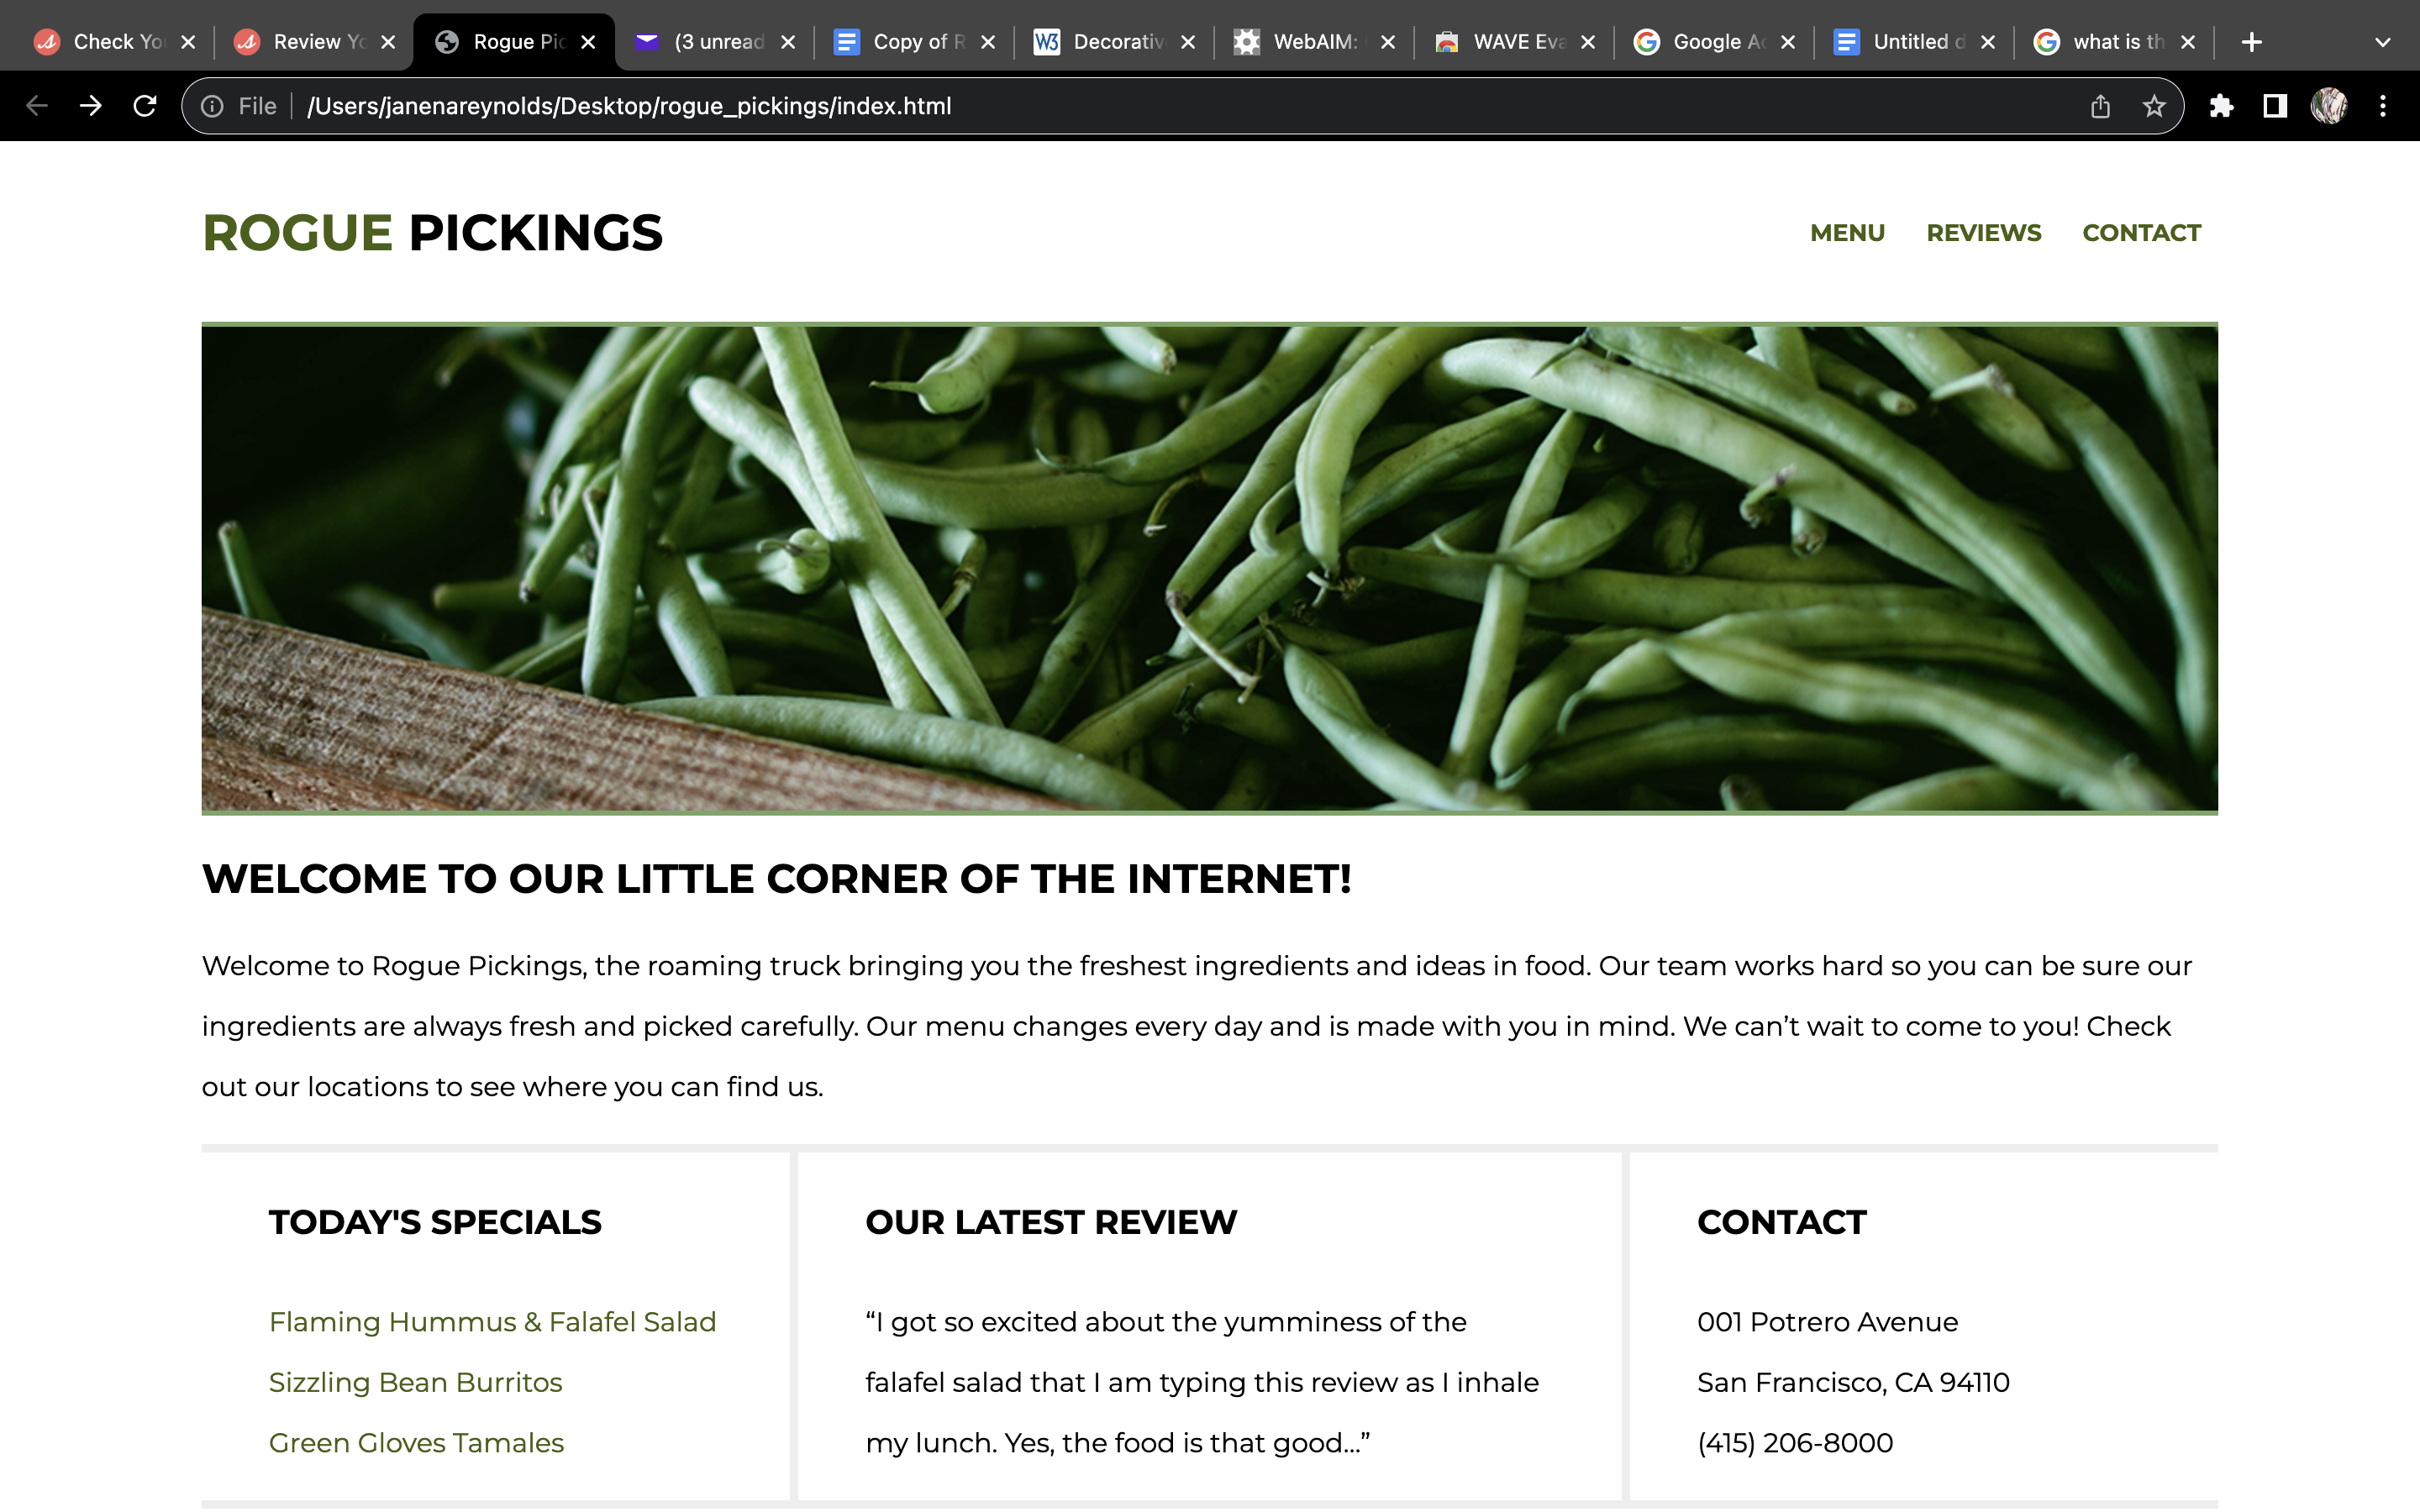 Check Yo
Review Yo
Rogue Pic
(3 unread
Copy of R
W3
Decorativ
WebAIM:
WAVE Eva
Google Ac
Untitled d
what is th
File
/Users/janenareynolds/Desktop/rogue_pickings/index.html
ROGUE PICKINGS
MENU
REVIEWS
CONTACT
WELCOME TO OUR LITTLE CORNER OF THE INTERNET!
Welcome to Rogue Pickings, the roaming truck bringing you the freshest ingredients and ideas in food. Our team works hard so you can be sure our
ingredients are always fresh and picked carefully. Our menu changes every day and is made with you in mind. We can’t wait to come to you! Check
out our locations to see where you can find us.
TODAY'S SPECIALS
Flaming Hummus & Falafel Salad
Sizzling Bean Burritos
Green Gloves Tamales
OUR LATEST REVIEW
“I got so excited about the yumminess of the
falafel salad that I am typing this review as I inhale
my lunch. Yes, the food is that good...”
CONTACT
001 Potrero Avenue
San Francisco, CA 94110
(415) 206-8000